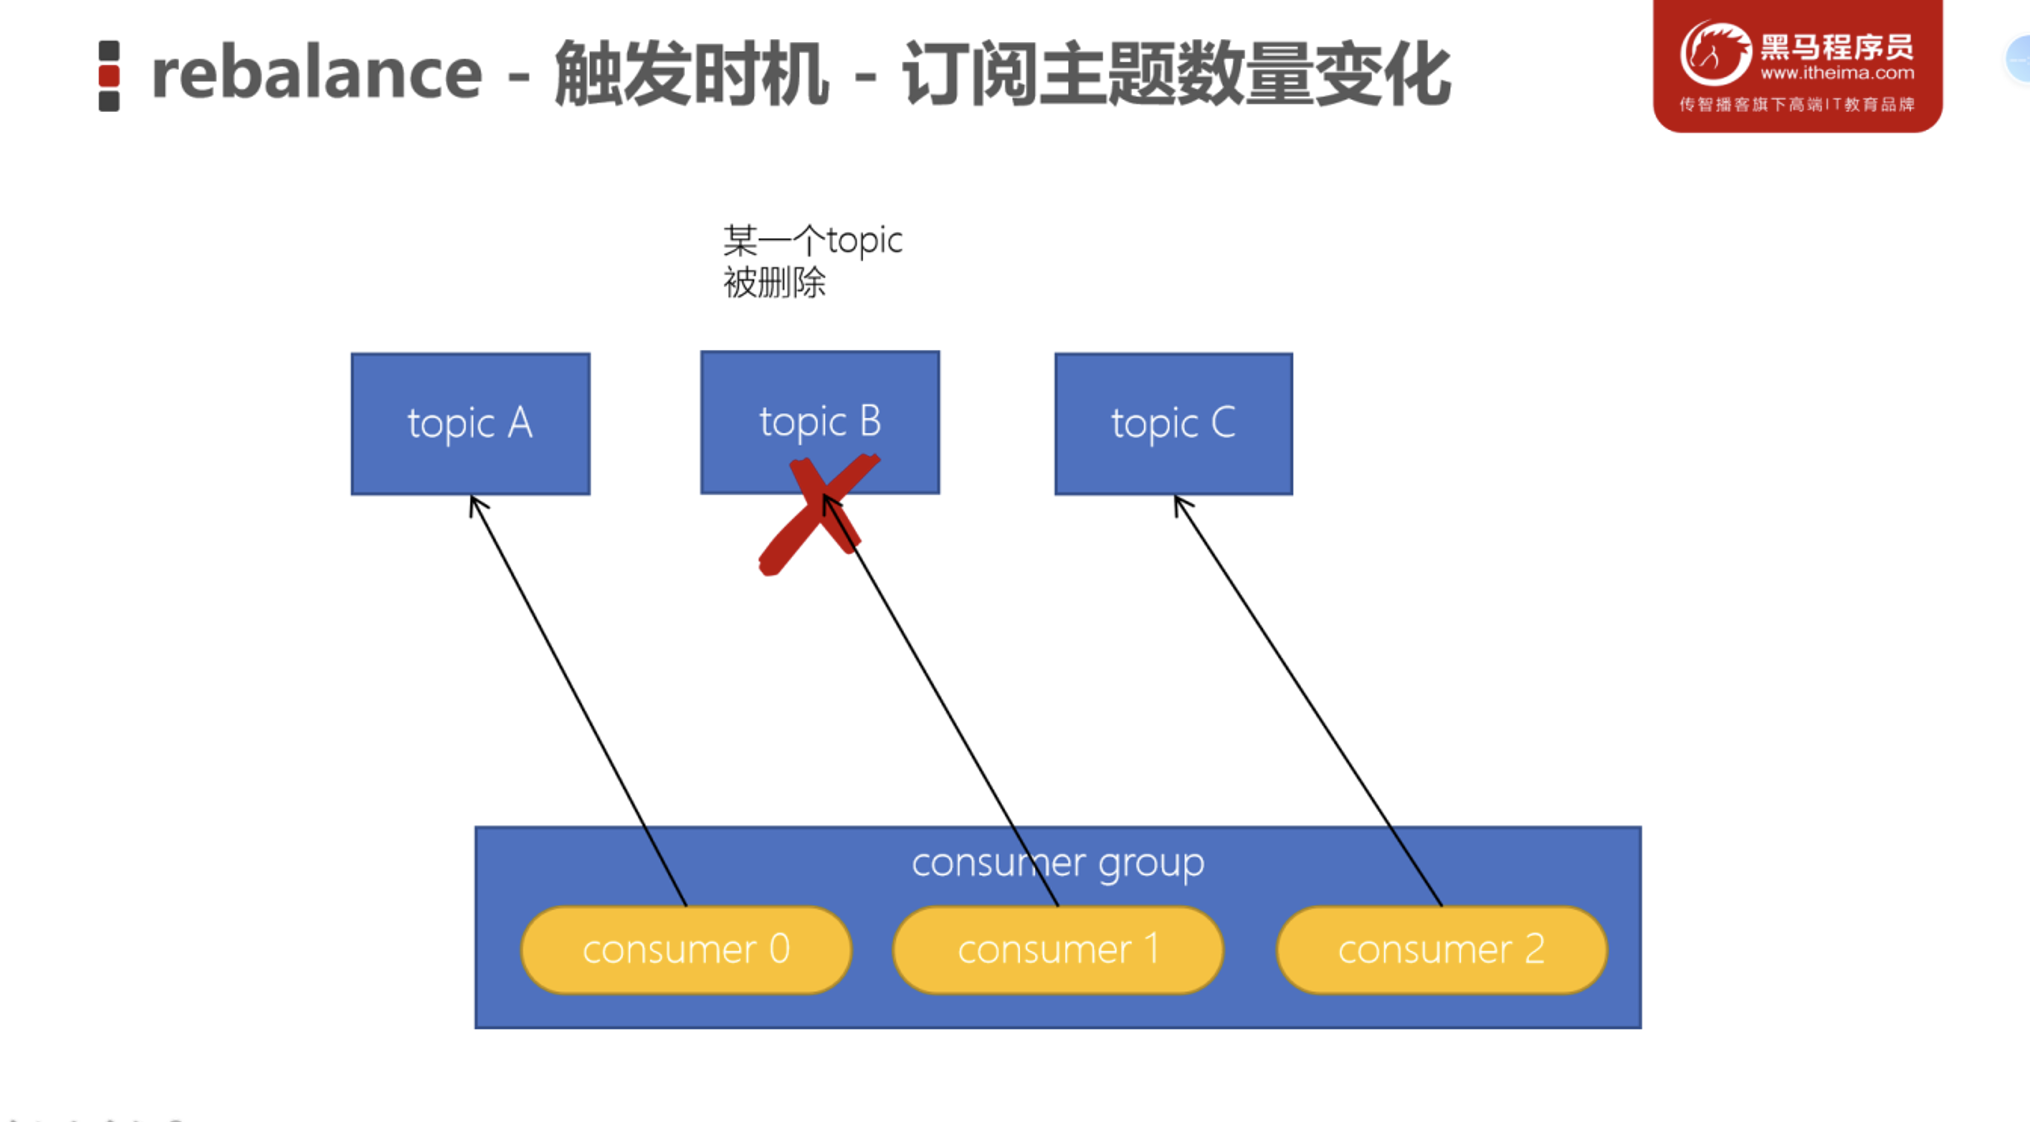 rebalance - 触发时机 - 订阅主题数量变化
黑马程序员
www.itheima.com
传智播客旗下高端IT教育品牌
某一个topic
被删除
topic A
topic B
topic C
consumer group
consumer 0
consumer 1
consumer 2